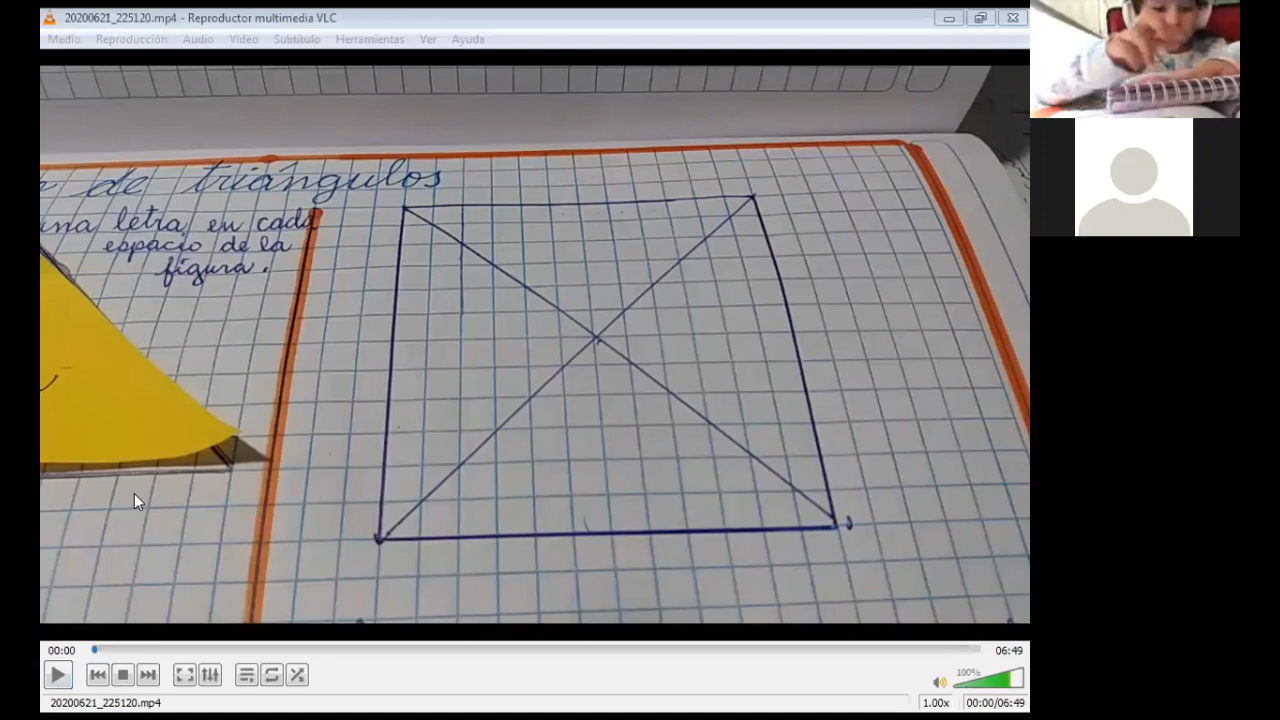 20200621_225120.mp4 - Reproductor multimedia VLC
Medio Reproducción Audio Vídeo Subtítulo Herramientas Ver Ayuda
de triángulos
una letra en cada
espacio de la
figura.
00:00
06:49
100%
20200621_225120.mp4
1.00x
00:00/06:49